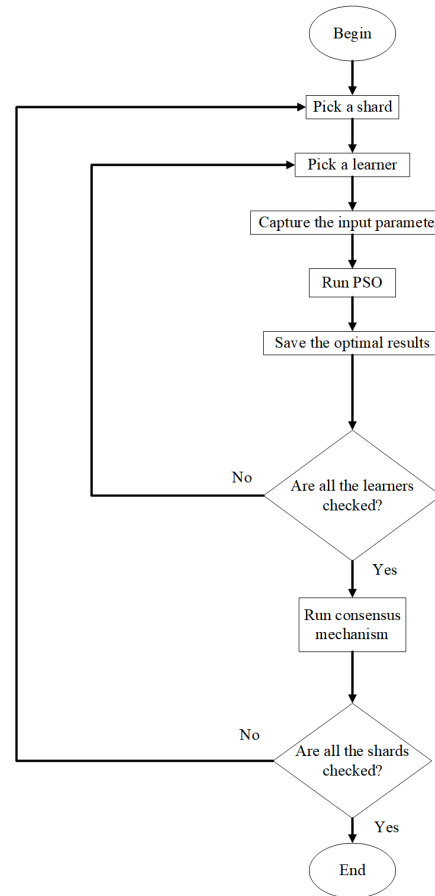 Begin
Pick a shard
Pick a learner
Capture the input parameter
Run PSO
Save the optimal results
No
Are all the learners
checked?
Yes
Run consensus
mechanism
No
Are all the shards
checked?
Yes
End